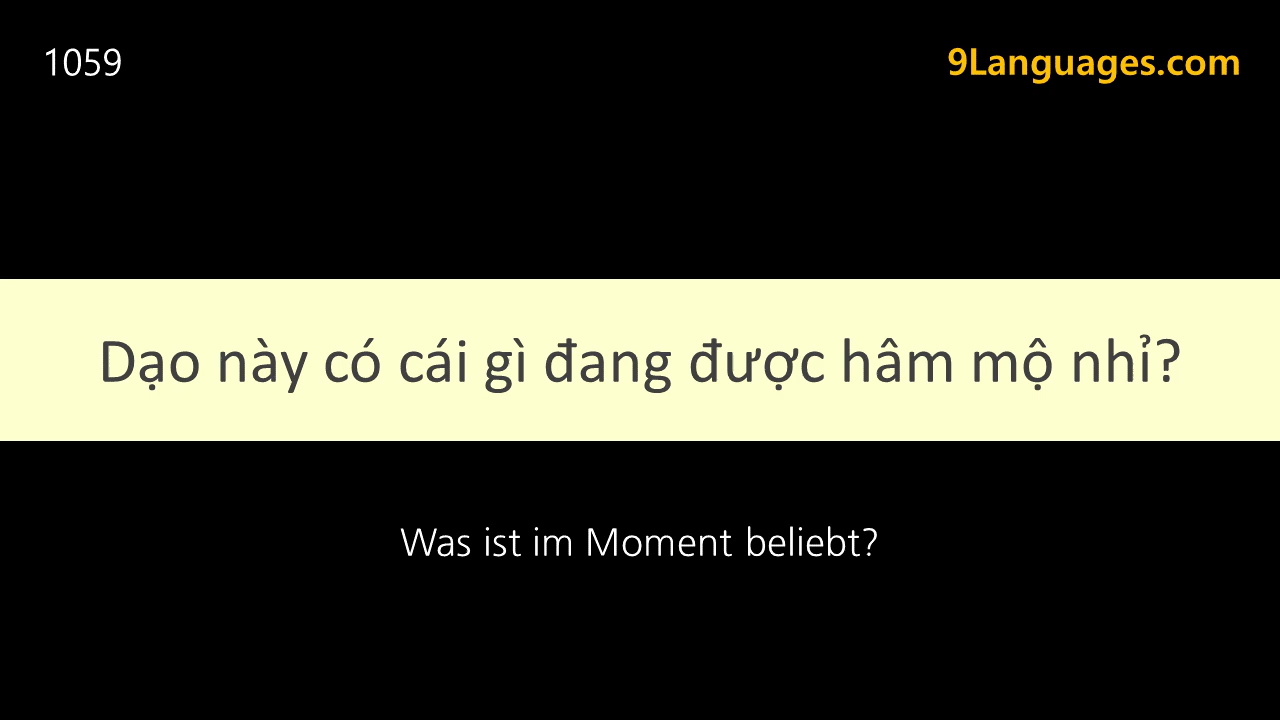 1059
9Languages.com
Dạo này có cái gì đang được hâm mộ nhỉ?
Was ist im Moment beliebt?